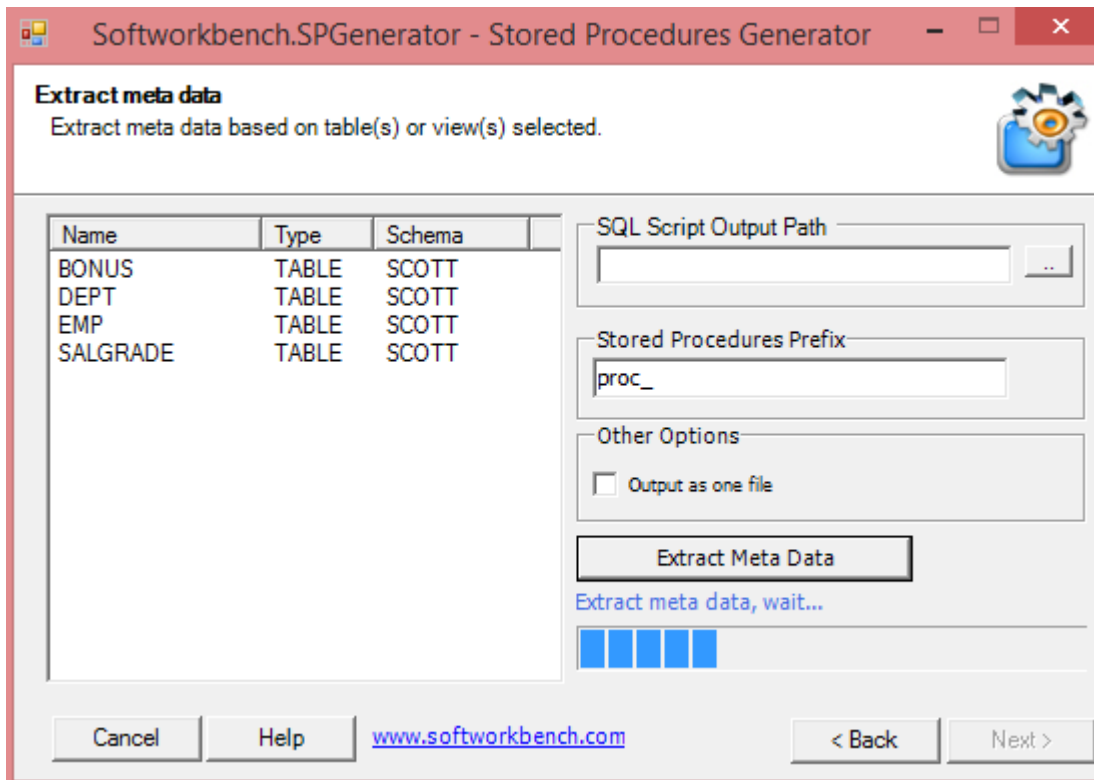 Softworkbench.SPGenerator - Stored Procedures Generator
Extract meta data
Extract meta data based on table(s) or view(s) selected.
Name Type Schema
BONUS TABLE SCOTT
DEPT TABLE SCOTT
EMP TABLE SCOTT
SALGRADE TABLE SCOTT
SQL Script Output Path
..
Stored Procedures Prefix
proc_
Other Options
Output as one file
Extract Meta Data
Extract meta data, wait...
Cancel Help www.softworkbench.com < Back Next >